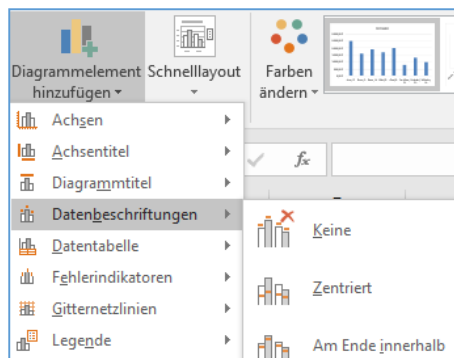 Diagrammelement
hinzufügen
Schnelllayout
Farben
ändern
Achsen
Achsentitel
Diagrammtitel
Datenbeschriftungen
Datentabelle
Fehlerindikatoren
Gitternetzlinien
Legende
fx
Keine
Zentriert
Am Ende innerhalb